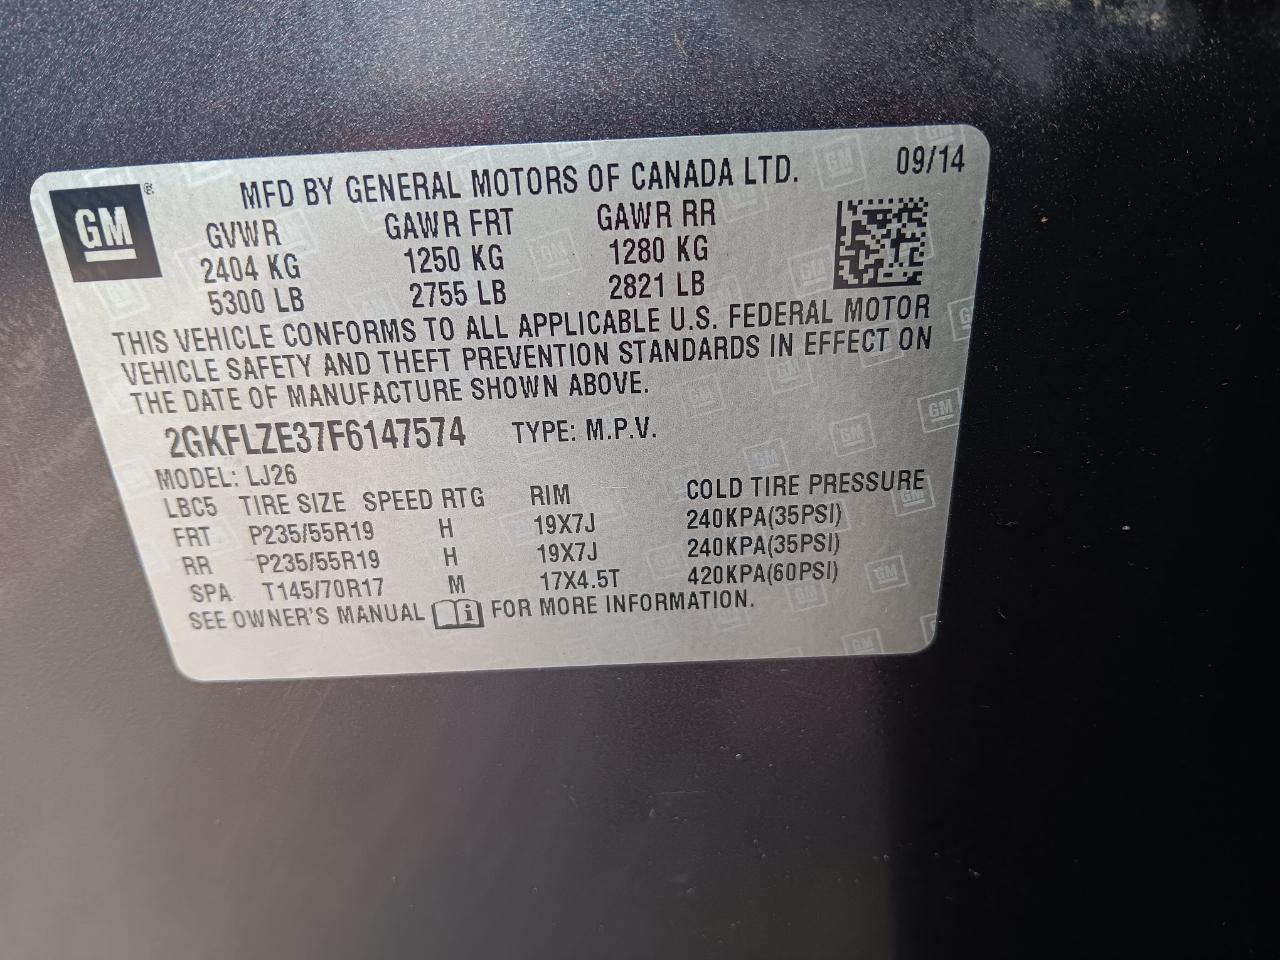 GM ® MFD BY GENERAL MOTORS OF CANADA LTD. 09/14
GVWR GAWR FRT GAWR RR
2404 KG 1250 KG 1280 KG
5300 LB 2755 LB 2821 LB
THIS VEHICLE CONFORMS TO ALL APPLICABLE U.S. FEDERAL MOTOR
VEHICLE SAFETY AND THEFT PREVENTION STANDARDS IN EFFECT ON
THE DATE OF MANUFACTURE SHOWN ABOVE.
2GKFLZE37F6147574 TYPE: M.P.V.
MODEL: LJ26
LBC5 TIRE SIZE SPEED RTG RIM COLD TIRE PRESSURE
FRT P235/55R19 H 19X7J 240KPA(35PSI)
RR P235/55R19 H 19X7J 240KPA(35PSI)
SPA T145/70R17 M 17X4.5T 420KPA(60PSI)
SEE OWNER'S MANUAL i FOR MORE INFORMATION.